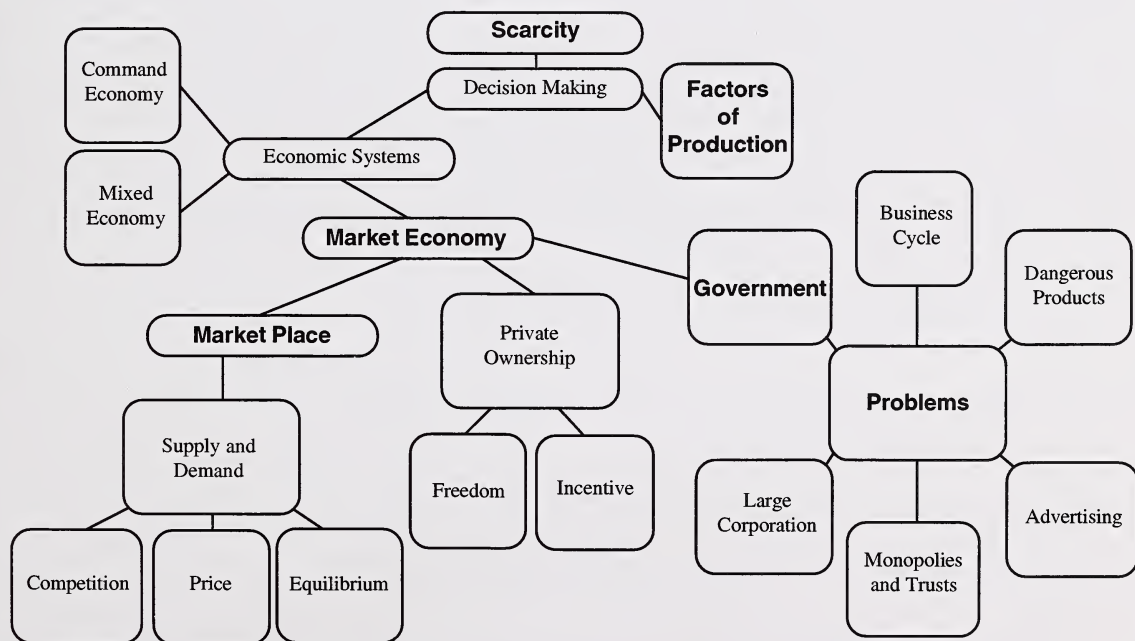 Scarcity
Decision Making
Factors
of
Production
Command
Economy
Economic Systems
Mixed
Economy
Market Economy
Government
Business
Cycle
Dangerous
Products
Market Place
Private
Ownership
Problems
Supply and
Demand
Freedom
Incentive
Large
Corporation
Advertising
Monopolies
and Trusts
Competition
Price
Equilibrium